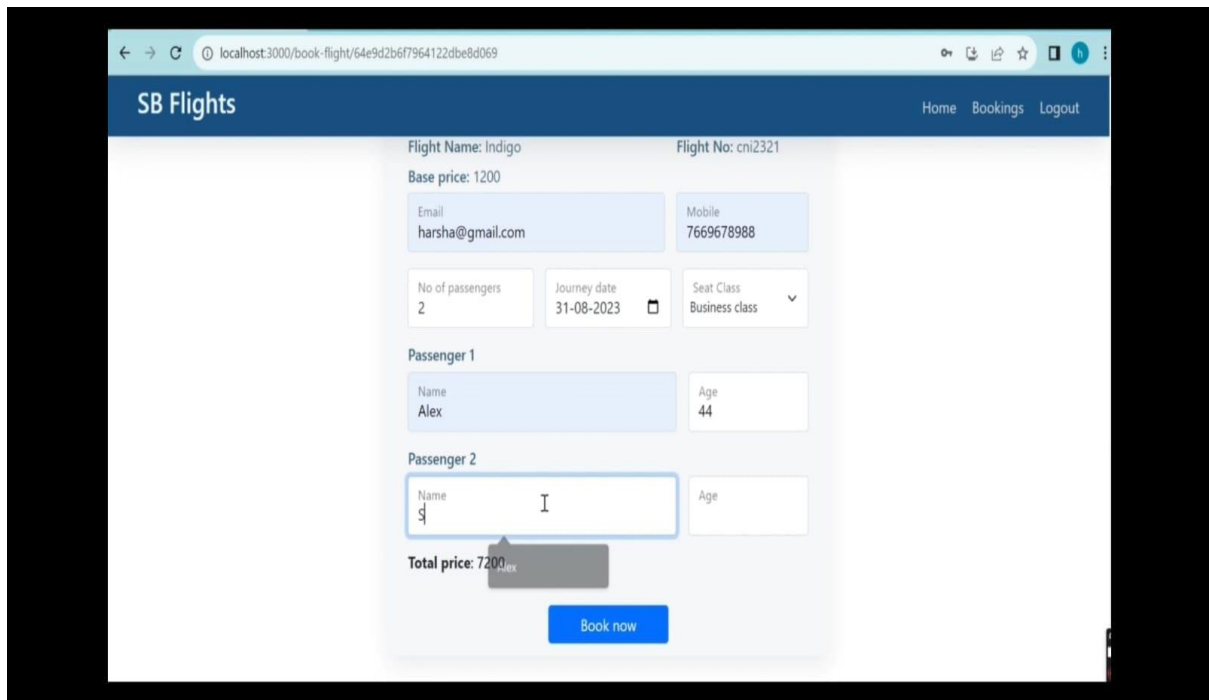 localhost:3000/book-flight/64e9d2b6f7964122dbe8d069
h
SB Flights
Home Bookings Logout
Flight Name: Indigo Flight No: cni2321
Base price: 1200
Email Mobile
harsha@gmail.com 7669678988
No of passengers Journey date Seat Class
2 31-08-2023 Business class
Passenger 1
Name Age
Alex 44
Passenger 2
Name Age
S
Total price: 7200
Alex
Book now